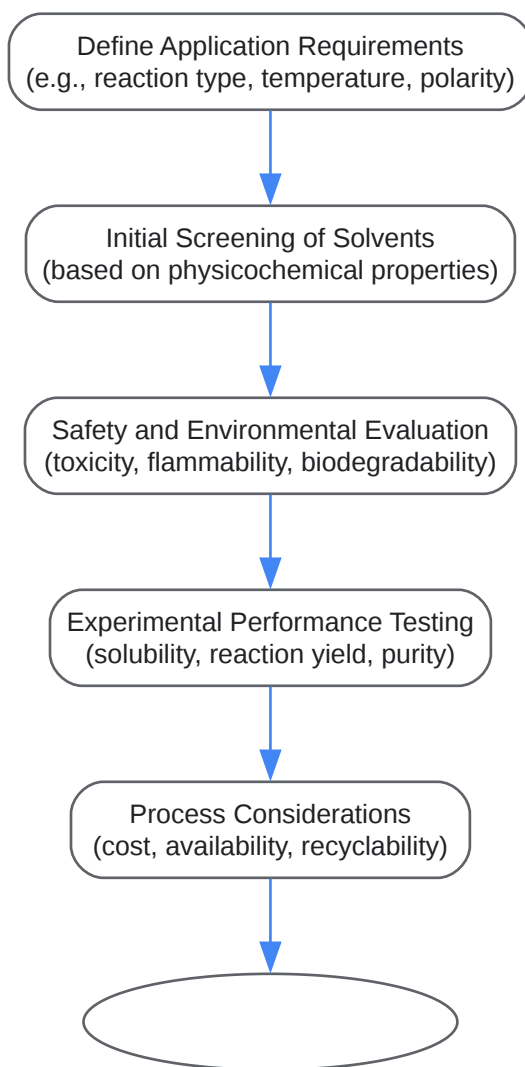 Define Application Requirements
(e.g., reaction type, temperature, polarity)
Initial Screening of Solvents
(based on physicochemical properties)
Safety and Environmental Evaluation
(toxicity, flammability, biodegradability)
Experimental Performance Testing
(solubility, reaction yield, purity)
Process Considerations
(cost, availability, recyclability)